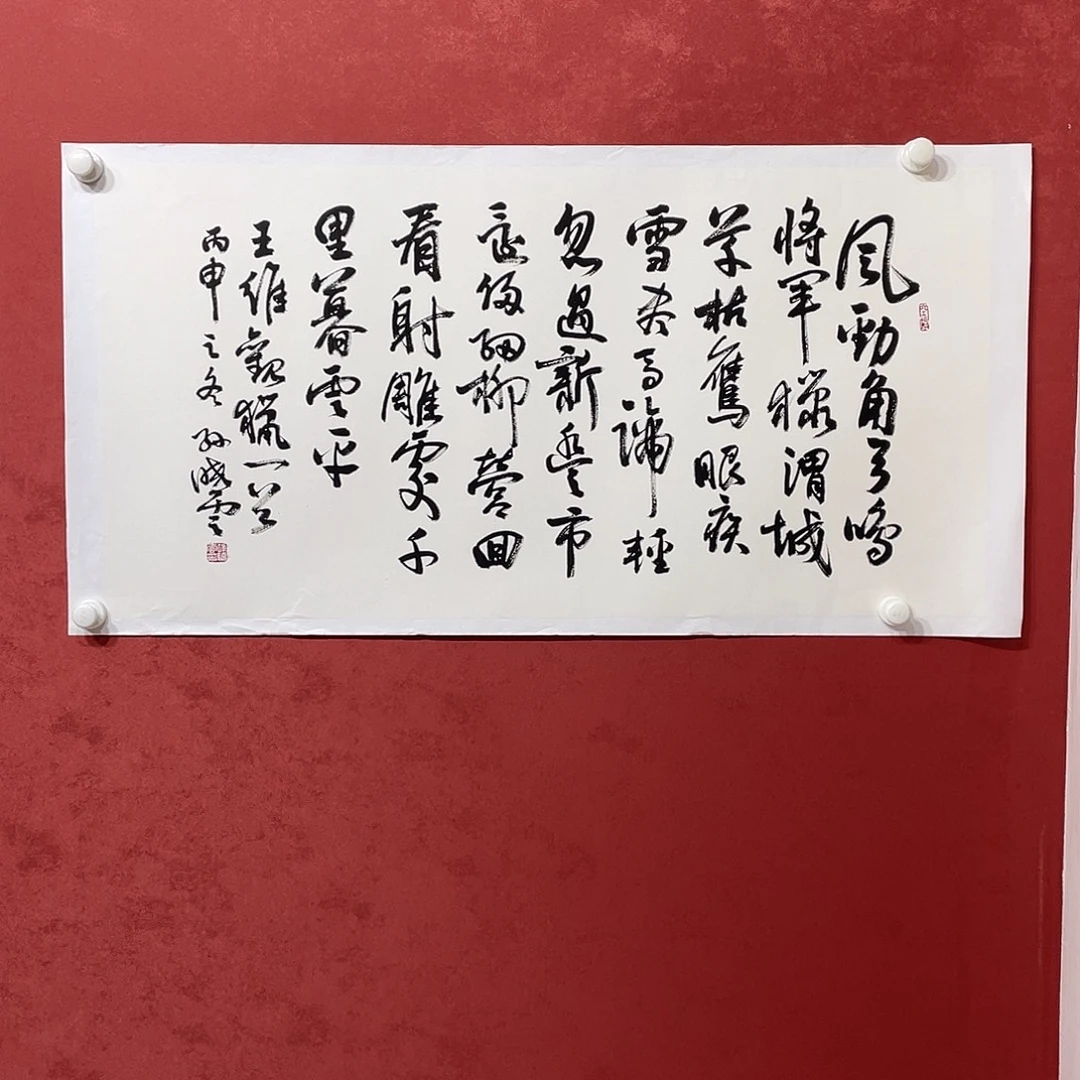 風勁角弓鳴
將軍獵渭城
草枯鷹眼疾
雪尽馬蹄輕
忽過新豐市
還歸細柳營回
看射雕處千
里暮雲平
王維觀獵一首
丙申之冬 孫曉雲